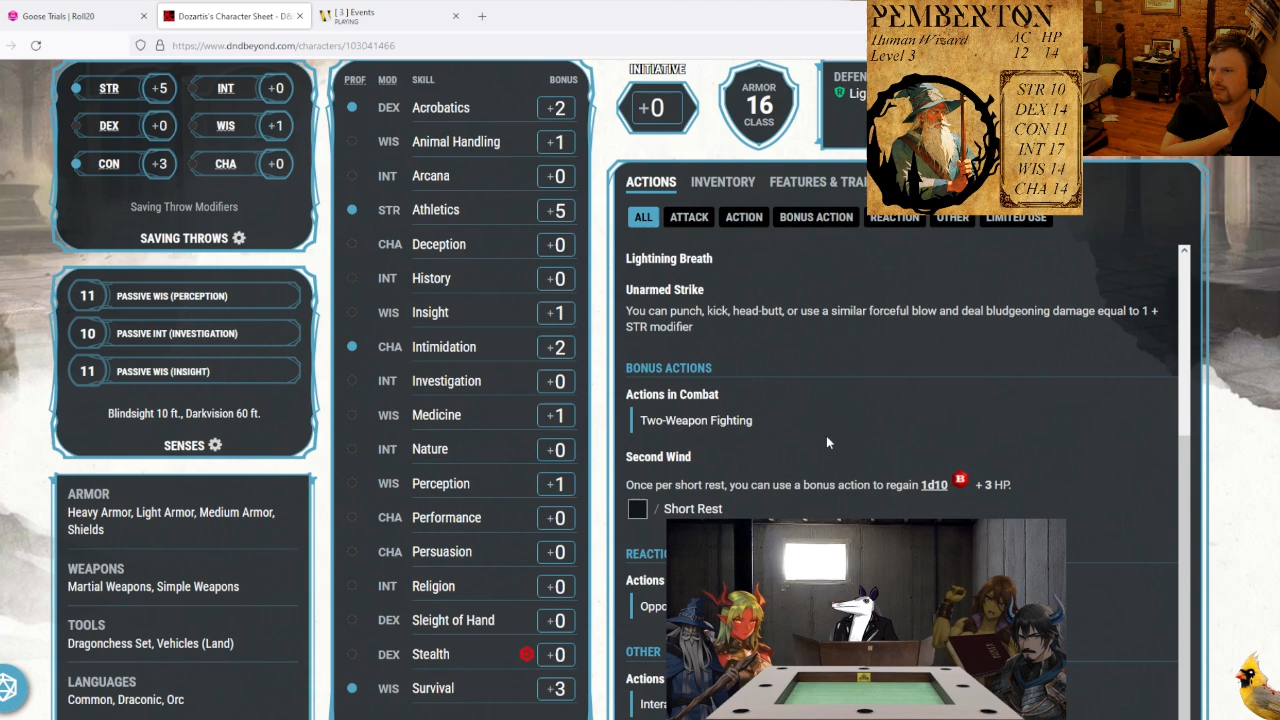 Goose Trials | Roll20
Dozartis's Character Sheet - D&
[ 3 ] Events
PLAYING
https://www.dndbeyond.com/characters/103041466
STR +5 INT +0
DEX +0 WIS +1
CON +3 CHA +0
Saving Throw Modifiers
SAVING THROWS
11 PASSIVE WIS (PERCEPTION)
10 PASSIVE INT (INVESTIGATION)
11 PASSIVE WIS (INSIGHT)
Blindsight 10 ft., Darkvision 60 ft.
SENSES
ARMOR
Heavy Armor, Light Armor, Medium Armor,
Shields
WEAPONS
Martial Weapons, Simple Weapons
TOOLS
Dragonchess Set, Vehicles (Land)
LANGUAGES
Common, Draconic, Orc
PROF MOD SKILL BONUS
DEX Acrobatics +2
WIS Animal Handling +1
INT Arcana +0
STR Athletics +5
CHA Deception +0
INT History +0
WIS Insight +1
CHA Intimidation +2
INT Investigation +0
WIS Medicine +1
INT Nature +0
WIS Perception +1
CHA Performance +0
CHA Persuasion +0
INT Religion +0
DEX Sleight of Hand +0
DEX Stealth +0
WIS Survival +3
INITIATIVE
+0
ARMOR
16
CLASS
DEFEN
R Lig
ACTIONS INVENTORY FEATURES & TRAI
ALL ATTACK ACTION BONUS ACTION REACTION OTHER LIMITED USE
Lightining Breath
Unarmed Strike
You can punch, kick, head-butt, or use a similar forceful blow and deal bludgeoning damage equal to 1 +
STR modifier
BONUS ACTIONS
Actions in Combat
Two-Weapon Fighting
Second Wind
Once per short rest, you can use a bonus action to regain 1d10 B + 3 HP.
/ Short Rest
REACTI
Actions
Oppo
OTHER
Actions
Intera
PEMBERTON
Human Wizard
Level 3
AC HP
12 14
STR 10
DEX 14
CON 11
INT 17
WIS 14
CHA 14